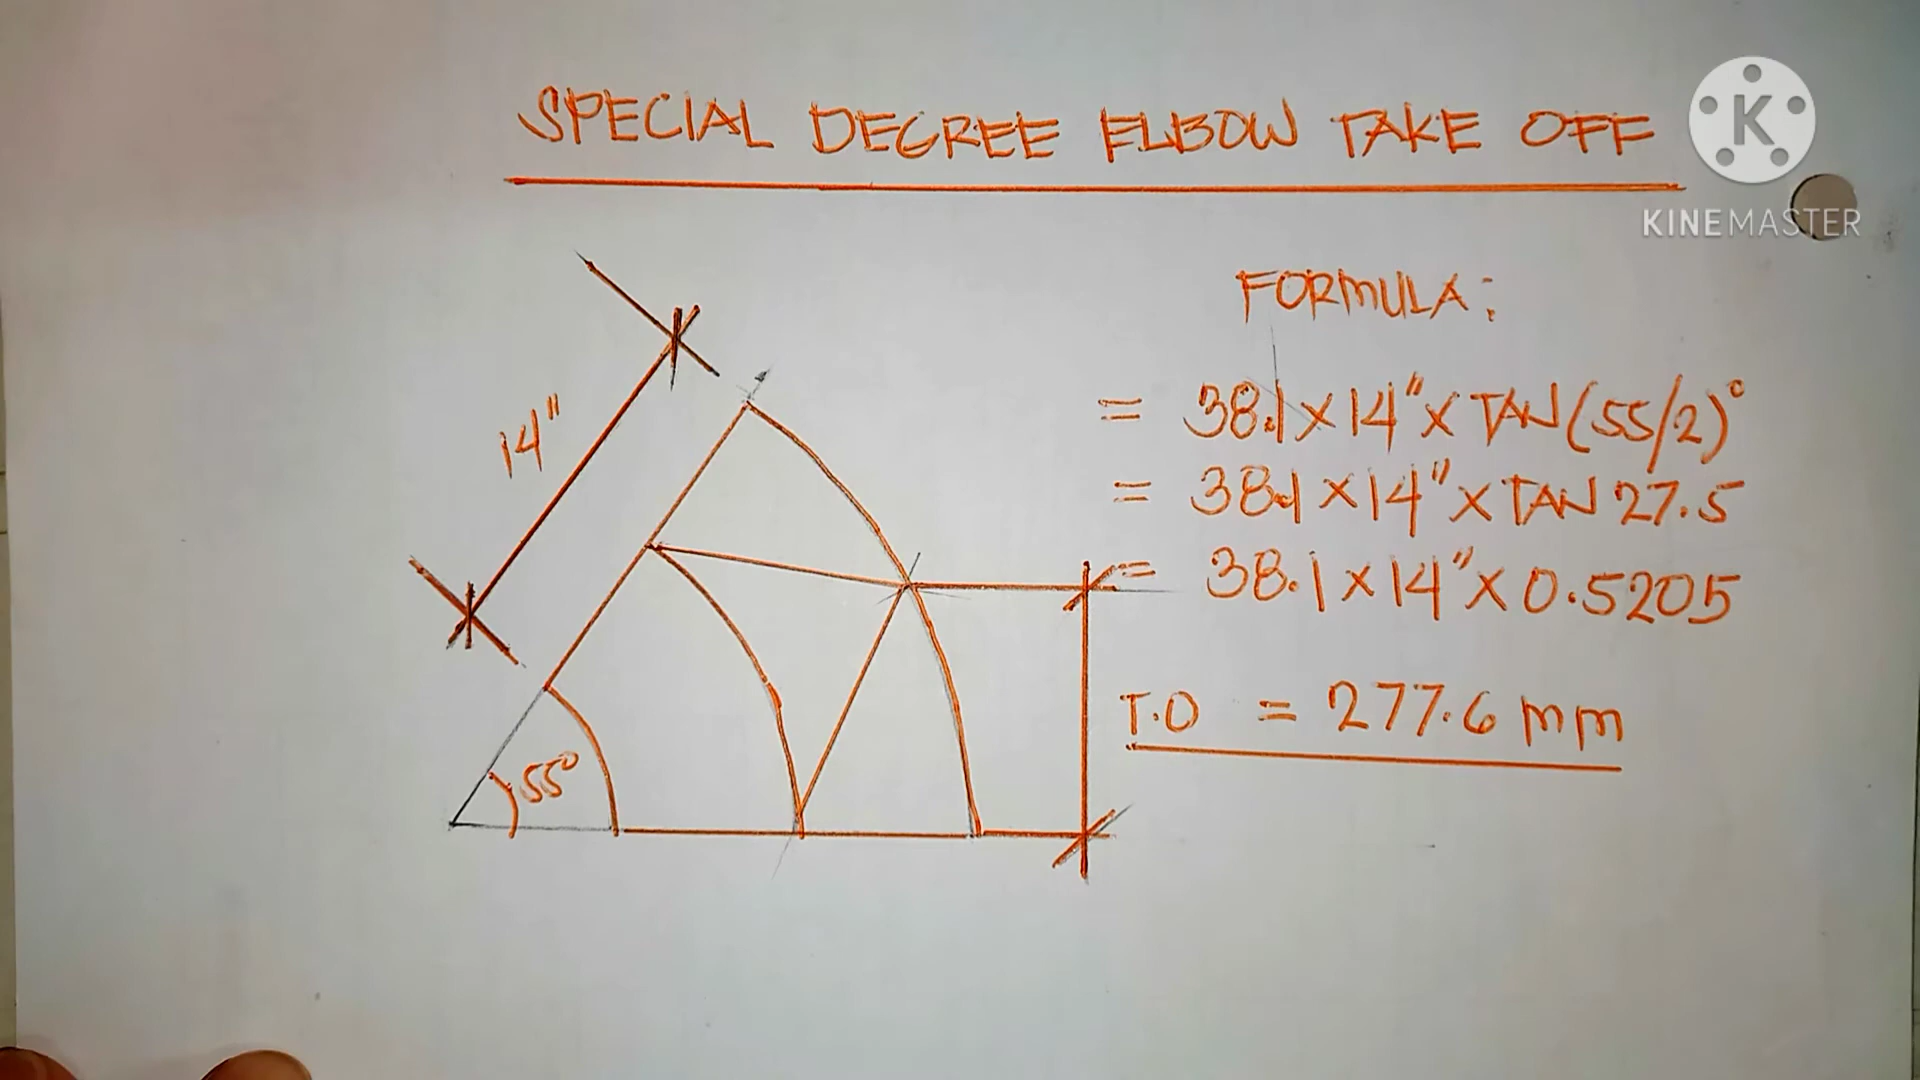 SPECIAL DEGREE ELBOW TAKE OFF
K
KINEMASTER
FORMULA:
= 38.1 X 14" X TAN (55/2)°
= 38.1 X 14" X TAN 27.5
= 38.1 X 14" X 0.5205
T.O = 277.6 mm
14"
55°